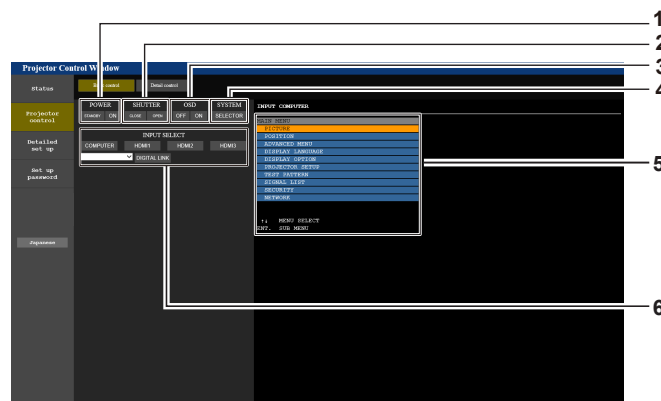 1
2
3
4
Projector Control Window
Status
Basic control
Detail control
Projector
control
Detailed
set up
Set up
password
Japanese
POWER
SHUTTER
OSD
SYSTEM
STANDBY
ON
CLOSE
OPEN
OFF
ON
SELECTOR
INPUT SELECT
COMPUTER
HDMI1
HDMI2
HDMI3
DIGITAL LINK
INPUT COMPUTER
MAIN MENU
PICTURE
POSITION
ADVANCED MENU
DISPLAY LANGUAGE
DISPLAY OPTION
PROJECTOR SETUP
TEST PATTERN
SIGNAL LIST
SECURITY
NETWORK
↑↓ MENU SELECT
ENT. SUB MENU
5
6